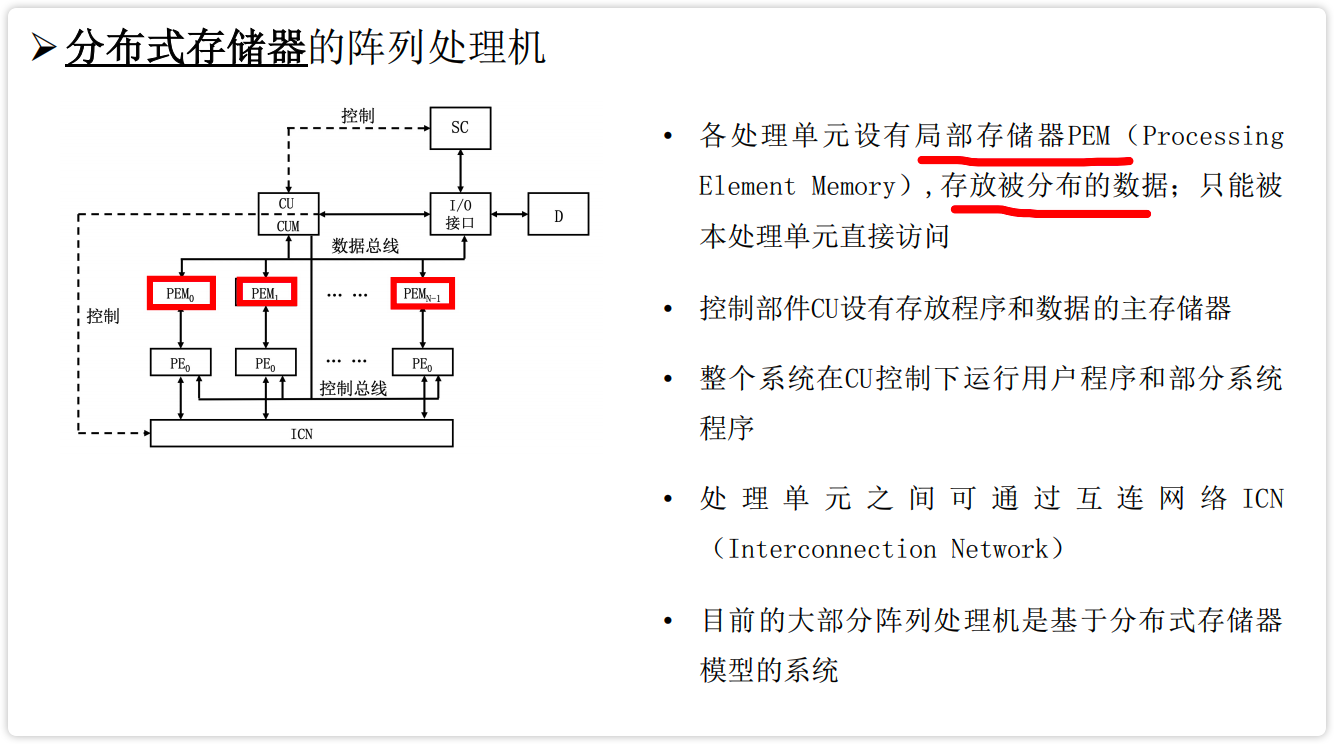 ➢分布式存储器的阵列处理机
控制
SC
CU
CUM
I/O
接口
D
数据总线
PEM0
PEM1
… …
PEMN-1
控制
PE0
PE0
… …
PE0
控制总线
ICN
• 各处理单元设有局部存储器PEM（Processing
Element Memory）,存放被分布的数据；只能被
本处理单元直接访问
• 控制部件CU设有存放程序和数据的主存储器
• 整个系统在CU控制下运行用户程序和部分系统
程序
• 处理单元之间可通过互连网络ICN
（Interconnection Network）
• 目前的大部分阵列处理机是基于分布式存储器
模型的系统